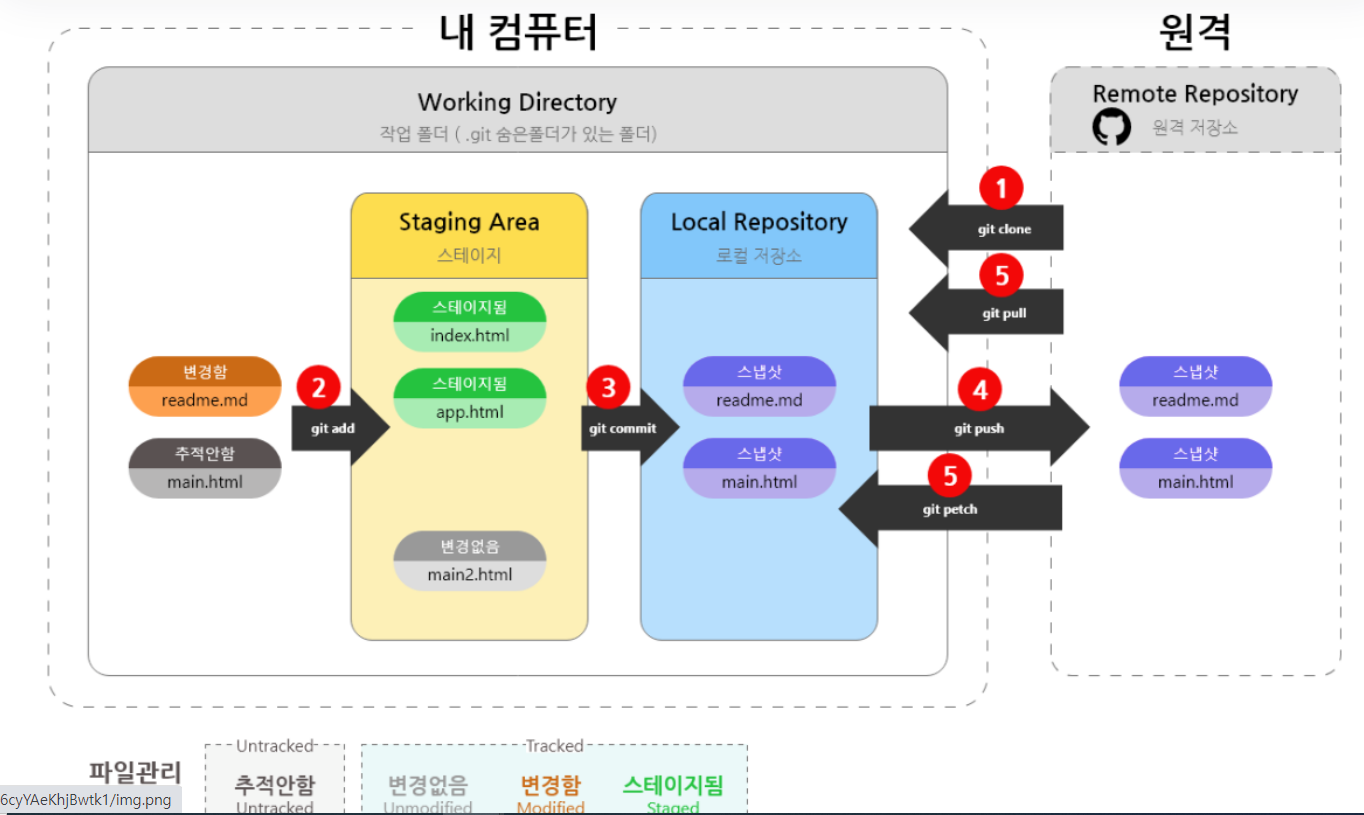 내 컴퓨터
원격
Working Directory
작업 폴더 ( .git 숨은폴더가 있는 폴더)
Remote Repository
원격 저장소
Staging Area
스테이지
Local Repository
로컬 저장소
1
git clone
5
git pull
스테이지됨
index.html
스테이지됨
app.html
변경함
readme.md
추적안함
main.html
2
git add
3
git commit
스냅샷
readme.md
스냅샷
main.html
4
git push
5
git petch
스냅샷
readme.md
스냅샷
main.html
변경없음
main2.html
파일관리
Untracked
추적안함
Untracked
Tracked
변경없음
Unmodified
변경함
Modified
스테이지됨
Staged
6cyYAeKhjBwtk1/img.png